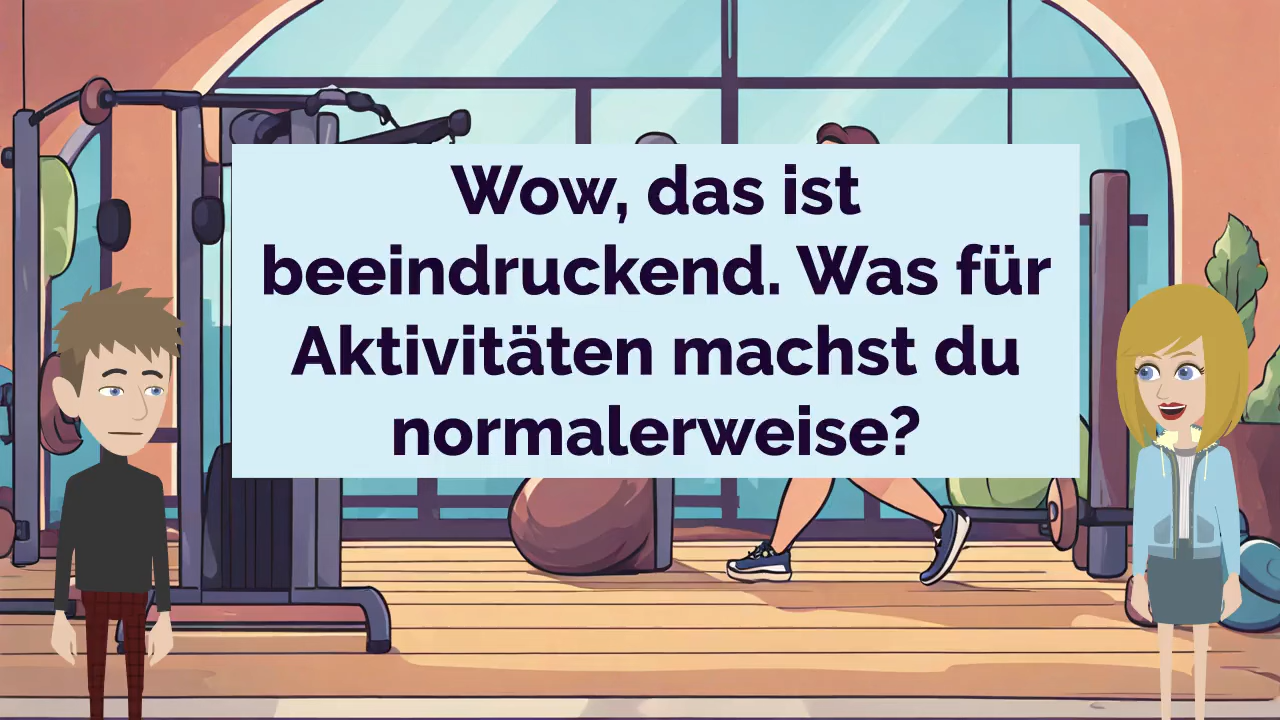 Wow, das ist
beeindruckend. Was für
Aktivitäten machst du
normalerweise?